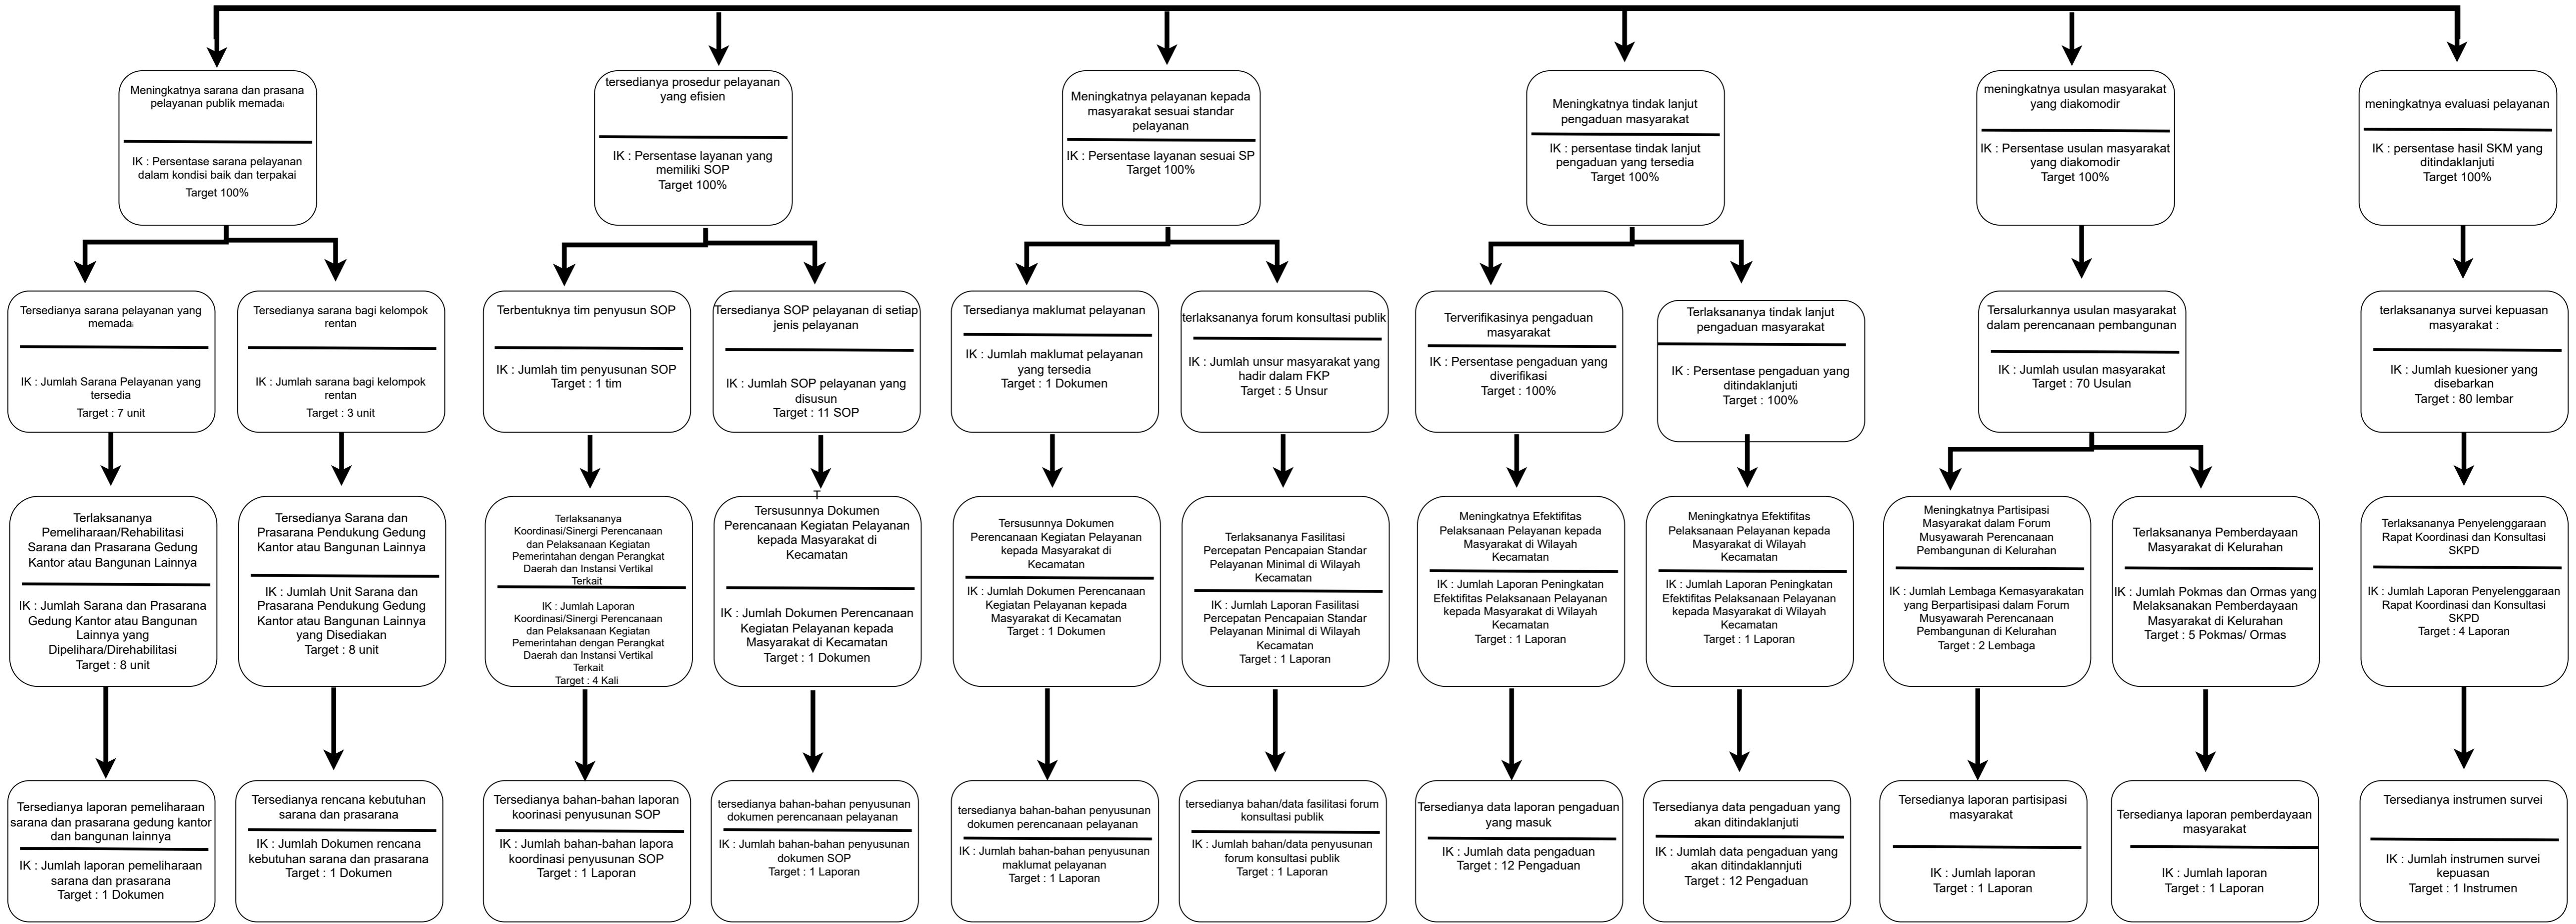 Meningkatnya sarana dan prasana
pelayanan publik memadai
IK : Persentase sarana pelayanan
dalam kondisi baik dan terpakai
Target 100%
tersedianya prosedur pelayanan
yang efisien
IK : Persentase layanan yang
memiliki SOP
Target 100%
Meningkatnya pelayanan kepada
masyarakat sesuai standar
pelayanan
IK : Persentase layanan sesuai SP
Target 100%
Meningkatnya tindak lanjut
pengaduan masyarakat
IK : persentase tindak lanjut
pengaduan yang tersedia
Target 100%
meningkatnya usulan masyarakat
yang diakomodir
IK : Persentase usulan masyarakat
yang diakomodir
Target 100%
meningkatnya evaluasi pelayanan
IK : persentase hasil SKM yang
ditindaklanjuti
Target 100%
Tersedianya sarana pelayanan yang
memadai
IK : Jumlah Sarana Pelayanan yang
tersedia
Target : 7 unit
Tersedianya sarana bagi kelompok
rentan
IK : Jumlah sarana bagi kelompok
rentan
Target : 3 unit
Terbentuknya tim penyusun SOP
IK : Jumlah tim penyusunan SOP
Target : 1 tim
Tersedianya SOP pelayanan di setiap
jenis pelayanan
IK : Jumlah SOP pelayanan yang
disusun
Target : 11 SOP
Tersedianya maklumat pelayanan
IK : Jumlah maklumat pelayanan
yang tersedia
Target : 1 Dokumen
terlaksananya forum konsultasi publik
IK : Jumlah unsur masyarakat yang
hadir dalam FKP
Target : 5 Unsur
Terverifikasinya pengaduan
masyarakat
IK : Persentase pengaduan yang
diverifikasi
Target : 100%
Terlaksananya tindak lanjut
pengaduan masyarakat
IK : Persentase pengaduan yang
ditindaklanjuti
Target : 100%
Tersalurkannya usulan masyarakat
dalam perencanaan pembangunan
IK : Jumlah usulan masyarakat
Target : 70 Usulan
terlaksananya survei kepuasan
masyarakat :
IK : Jumlah kuesioner yang
disebarkan
Target : 80 lembar
Terlaksananya
Pemeliharaan/Rehabilitasi
Sarana dan Prasarana Gedung
Kantor atau Bangunan Lainnya
IK : Jumlah Sarana dan Prasarana
Gedung Kantor atau Bangunan
Lainnya yang
Dipelihara/Direhabilitasi
Target : 8 unit
Tersedianya Sarana dan
Prasarana Pendukung Gedung
Kantor atau Bangunan Lainnya
IK : Jumlah Unit Sarana dan
Prasarana Pendukung Gedung
Kantor atau Bangunan Lainnya
yang Disediakan
Target : 8 unit
Terlaksananya
Koordinasi/Sinergi Perencanaan
dan Pelaksanaan Kegiatan
Pemerintahan dengan Perangkat
Daerah dan Instansi Vertikal
Terkait
IK : Jumlah Laporan
Koordinasi/Sinergi Perencanaan
dan Pelaksanaan Kegiatan
Pemerintahan dengan Perangkat
Daerah dan Instansi Vertikal
Terkait
Target : 4 Kali
T
Tersusunnya Dokumen
Perencanaan Kegiatan Pelayanan
kepada Masyarakat di
Kecamatan
IK : Jumlah Dokumen Perencanaan
Kegiatan Pelayanan kepada
Masyarakat di Kecamatan
Target : 1 Dokumen
Tersusunnya Dokumen
Perencanaan Kegiatan Pelayanan
kepada Masyarakat di
Kecamatan
IK : Jumlah Dokumen Perencanaan
Kegiatan Pelayanan kepada
Masyarakat di Kecamatan
Target : 1 Dokumen
Terlaksananya Fasilitasi
Percepatan Pencapaian Standar
Pelayanan Minimal di Wilayah
Kecamatan
IK : Jumlah Laporan Fasilitasi
Percepatan Pencapaian Standar
Pelayanan Minimal di Wilayah
Kecamatan
Target : 1 Laporan
Meningkatnya Efektifitas
Pelaksanaan Pelayanan kepada
Masyarakat di Wilayah
Kecamatan
IK : Jumlah Laporan Peningkatan
Efektifitas Pelaksanaan Pelayanan
kepada Masyarakat di Wilayah
Kecamatan
Target : 1 Laporan
Meningkatnya Efektifitas
Pelaksanaan Pelayanan kepada
Masyarakat di Wilayah
Kecamatan
IK : Jumlah Laporan Peningkatan
Efektifitas Pelaksanaan Pelayanan
kepada Masyarakat di Wilayah
Kecamatan
Target : 1 Laporan
Meningkatnya Partisipasi
Masyarakat dalam Forum
Musyawarah Perencanaan
Pembangunan di Kelurahan
IK : Jumlah Lembaga Kemasyarakatan
yang Berpartisipasi dalam Forum
Musyawarah Perencanaan
Pembangunan di Kelurahan
Target : 2 Lembaga
Terlaksananya Pemberdayaan
Masyarakat di Kelurahan
IK : Jumlah Pokmas dan Ormas yang
Melaksanakan Pemberdayaan
Masyarakat di Kelurahan
Target : 5 Pokmas/ Ormas
Terlaksananya Penyelenggaraan
Rapat Koordinasi dan Konsultasi
SKPD
IK : Jumlah Laporan Penyelenggaraan
Rapat Koordinasi dan Konsultasi
SKPD
Target : 4 Laporan
Tersedianya laporan pemeliharaan
sarana dan prasarana gedung kantor
dan bangunan lainnya
IK : Jumlah laporan pemeliharaan
sarana dan prasarana
Target : 1 Dokumen
Tersedianya rencana kebutuhan
sarana dan prasarana
IK : Jumlah Dokumen rencana
kebutuhan sarana dan prasarana
Target : 1 Dokumen
Tersedianya bahan-bahan laporan
koorinasi penyusunan SOP
IK : Jumlah bahan-bahan lapora
koordinasi penyusunan SOP
Target : 1 Laporan
tersedianya bahan-bahan penyusunan
dokumen perencanaan pelayanan
IK : Jumlah bahan-bahan penyusunan
dokumen SOP
Target : 1 Laporan
tersedianya bahan-bahan penyusunan
dokumen perencanaan pelayanan
IK : Jumlah bahan-bahan penyusunan
maklumat pelayanan
Target : 1 Laporan
tersedianya bahan/data fasilitasi forum
konsultasi publik
IK : Jumlah bahan/data penyusunan
forum konsultasi publik
Target : 1 Laporan
Tersedianya data laporan pengaduan
yang masuk
IK : Jumlah data pengaduan
Target : 12 Pengaduan
Tersedianya data pengaduan yang
akan ditindaklanjuti
IK : Jumlah data pengaduan yang
akan ditindaklannjuti
Target : 12 Pengaduan
Tersedianya laporan partisipasi
masyarakat
IK : Jumlah laporan
Target : 1 Laporan
Tersedianya laporan pemberdayaan
masyarakat
IK : Jumlah laporan
Target : 1 Laporan
Tersedianya instrumen survei
IK : Jumlah instrumen survei
kepuasan
Target : 1 Instrumen